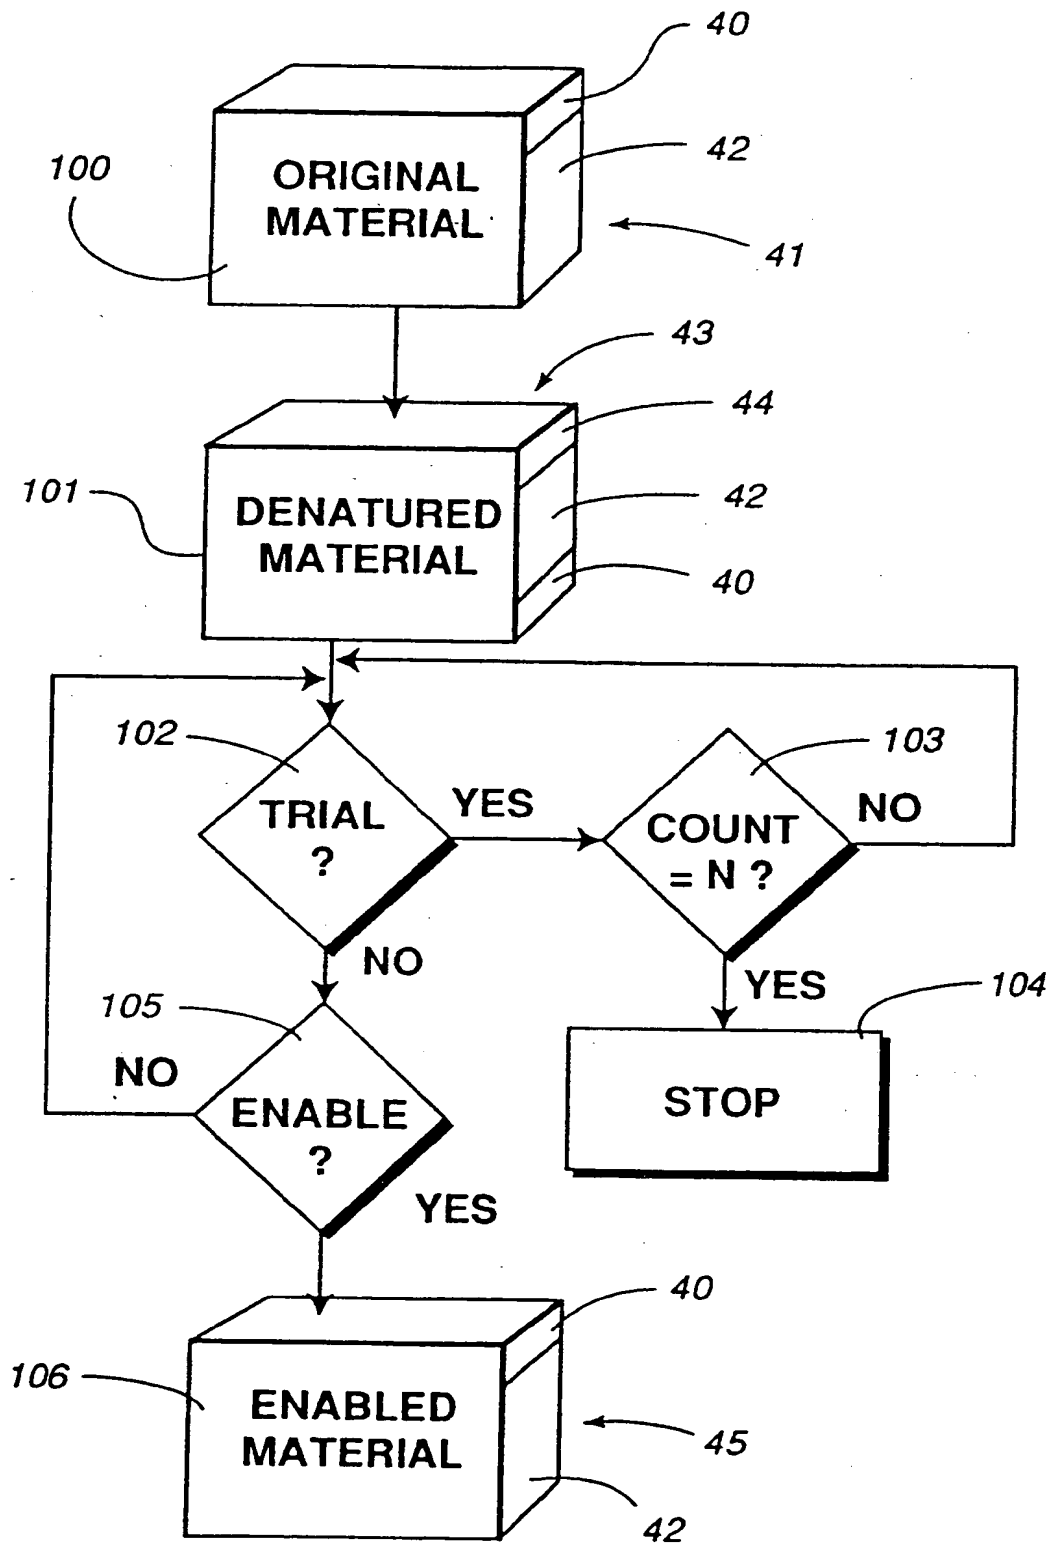 40
42
100
ORIGINAL
MATERIAL
41
43
44
101
DENATURED
MATERIAL
42
40
102
103
TRIAL
?
YES
COUNT
= N ?
NO
NO
YES
105
104
NO
ENABLE
?
STOP
YES
40
106
ENABLED
MATERIAL
45
42